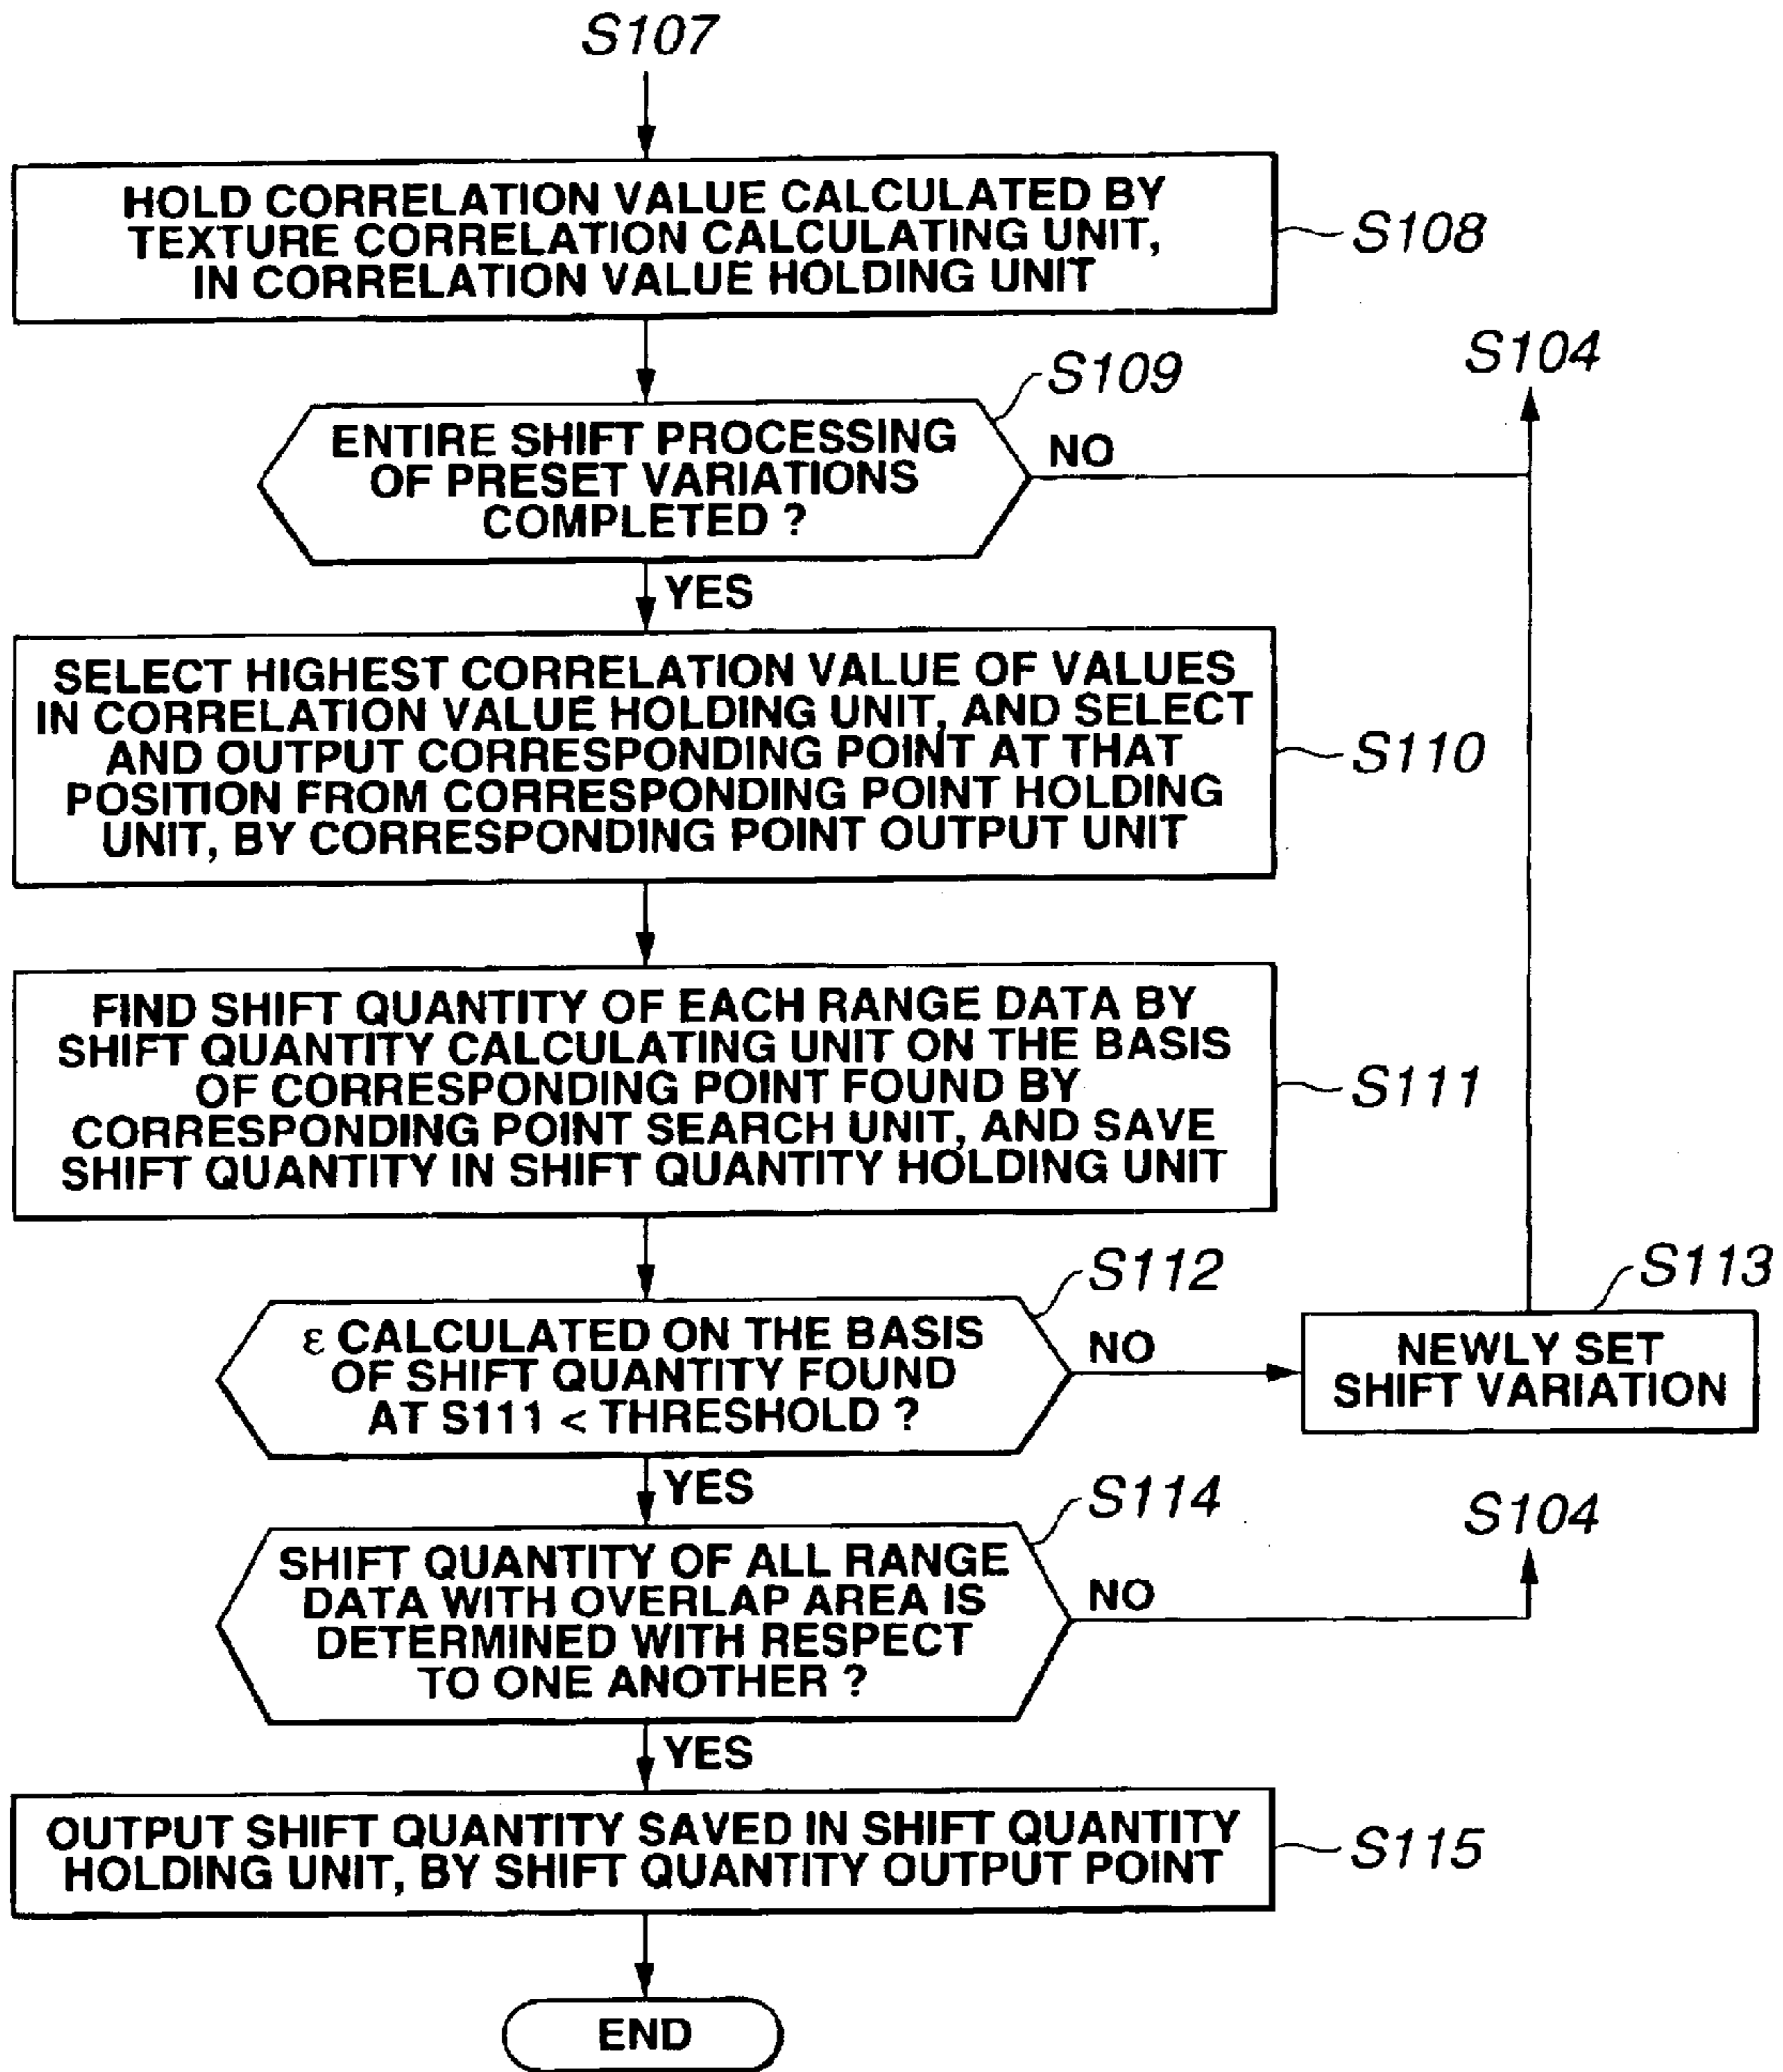 S107
HOLD CORRELATION VALUE CALCULATED BY
TEXTURE CORRELATION CALCULATING UNIT,
IN CORRELATION VALUE HOLDING UNIT
S108
S109
S104
ENTIRE SHIFT PROCESSING
OF PRESET VARIATIONS
COMPLETED ?
NO
YES
SELECT HIGHEST CORRELATION VALUE OF VALUES
IN CORRELATION VALUE HOLDING UNIT, AND SELECT
AND OUTPUT CORRESPONDING POINT AT THAT
POSITION FROM CORRESPONDING POINT HOLDING
UNIT, BY CORRESPONDING POINT OUTPUT UNIT
S110
FIND SHIFT QUANTITY OF EACH RANGE DATA BY
SHIFT QUANTITY CALCULATING UNIT ON THE BASIS
OF CORRESPONDING POINT FOUND BY
CORRESPONDING POINT SEARCH UNIT, AND SAVE
SHIFT QUANTITY IN SHIFT QUANTITY HOLDING UNIT
S111
S112
S113
ε CALCULATED ON THE BASIS
OF SHIFT QUANTITY FOUND
AT S111 < THRESHOLD ?
NO
NEWLY SET
SHIFT VARIATION
YES
S114
S104
SHIFT QUANTITY OF ALL RANGE
DATA WITH OVERLAP AREA IS
DETERMINED WITH RESPECT
TO ONE ANOTHER ?
NO
YES
OUTPUT SHIFT QUANTITY SAVED IN SHIFT QUANTITY
HOLDING UNIT, BY SHIFT QUANTITY OUTPUT POINT
S115
END